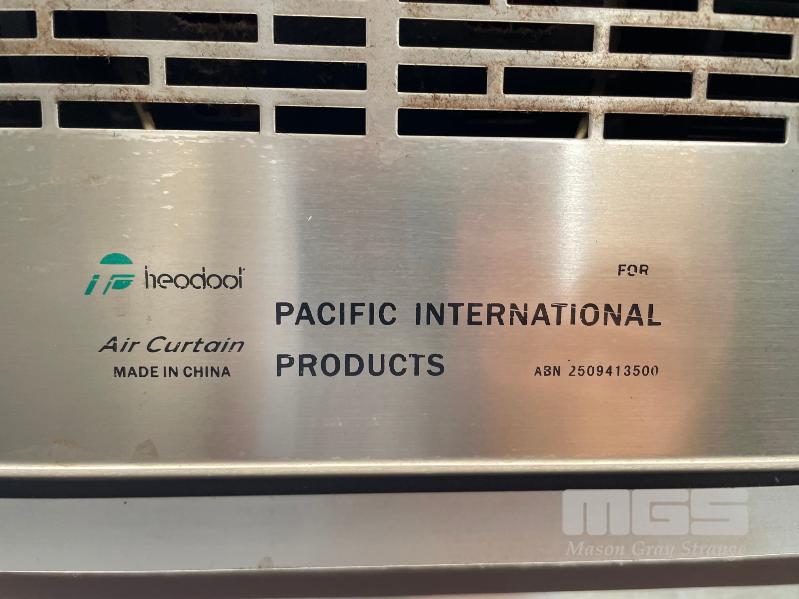 heodool
Air Curtain
MADE IN CHINA
FOR
PACIFIC INTERNATIONAL
PRODUCTS
ABN 2509413500
MGS
Mason Gray Strange